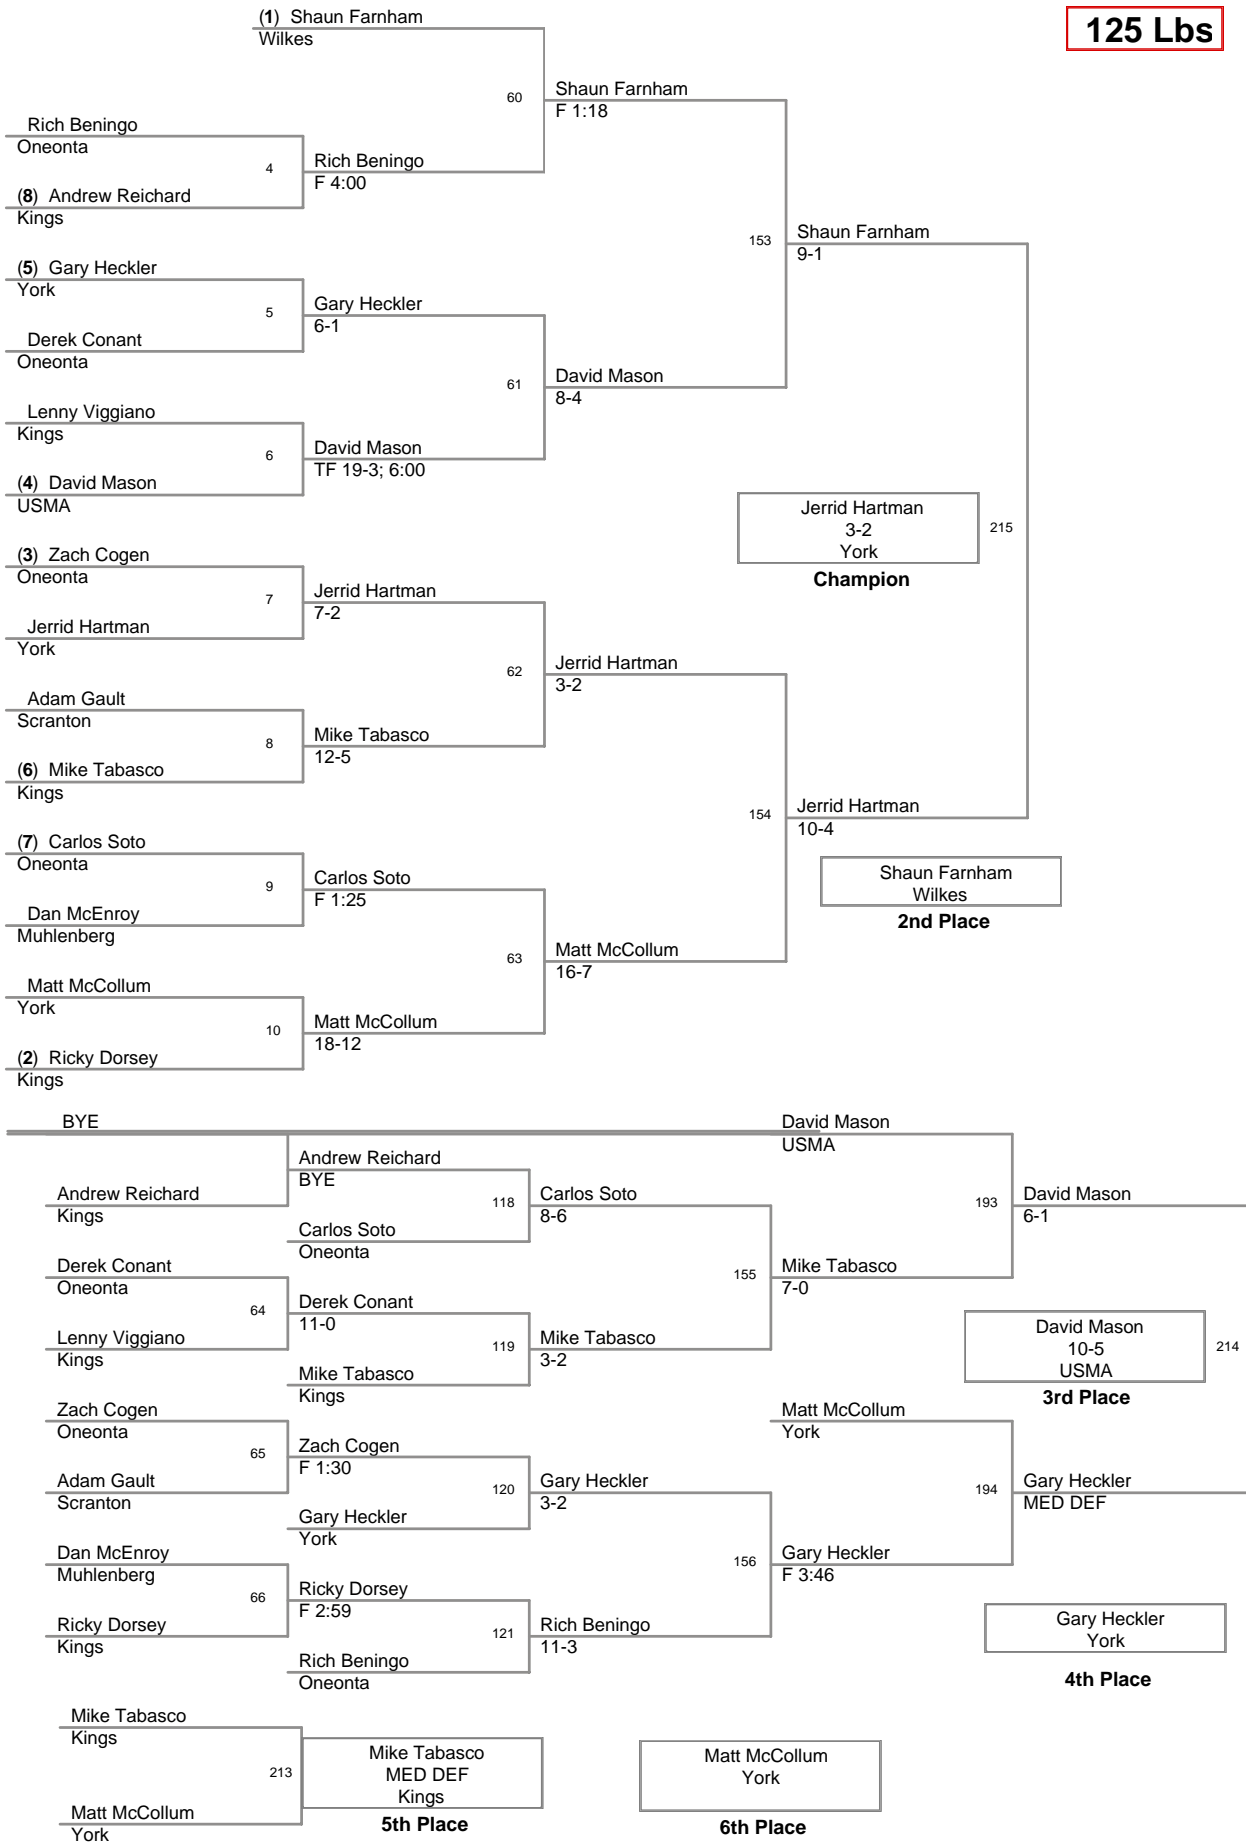 (1) Shaun Farnham
Wilkes
125 Lbs
60
Shaun Farnham
F 1:18
Rich Beningo
Oneonta
4
Rich Beningo
F 4:00
(8) Andrew Reichard
Kings
153
Shaun Farnham
9-1
(5) Gary Heckler
York
5
Gary Heckler
6-1
Derek Conant
Oneonta
61
David Mason
8-4
Lenny Viggiano
Kings
6
David Mason
TF 19-3; 6:00
(4) David Mason
USMA
Jerrid Hartman
3-2
York
Champion
215
(3) Zach Cogen
Oneonta
7
Jerrid Hartman
7-2
Jerrid Hartman
York
62
Jerrid Hartman
3-2
Adam Gault
Scranton
8
Mike Tabasco
12-5
(6) Mike Tabasco
Kings
154
Jerrid Hartman
10-4
(7) Carlos Soto
Oneonta
9
Carlos Soto
F 1:25
Shaun Farnham
Wilkes
2nd Place
Dan McEnroy
Muhlenberg
63
Matt McCollum
16-7
Matt McCollum
York
10
Matt McCollum
18-12
(2) Ricky Dorsey
Kings
BYE
David Mason
USMA
Andrew Reichard
BYE
Andrew Reichard
Kings
118
Carlos Soto
8-6
193
David Mason
6-1
Carlos Soto
Oneonta
Derek Conant
Oneonta
155
Mike Tabasco
7-0
64
Derek Conant
11-0
Lenny Viggiano
Kings
119
Mike Tabasco
3-2
David Mason
10-5
USMA
3rd Place
214
Mike Tabasco
Kings
Zach Cogen
Oneonta
Matt McCollum
York
65
Zach Cogen
F 1:30
Adam Gault
Scranton
120
Gary Heckler
3-2
194
Gary Heckler
MED DEF
Gary Heckler
York
Dan McEnroy
Muhlenberg
156
Gary Heckler
F 3:46
66
Ricky Dorsey
F 2:59
Ricky Dorsey
Kings
121
Rich Beningo
11-3
Gary Heckler
York
4th Place
Rich Beningo
Oneonta
Mike Tabasco
Kings
213
Mike Tabasco
MED DEF
Kings
5th Place
Matt McCollum
York
6th Place
Matt McCollum
York